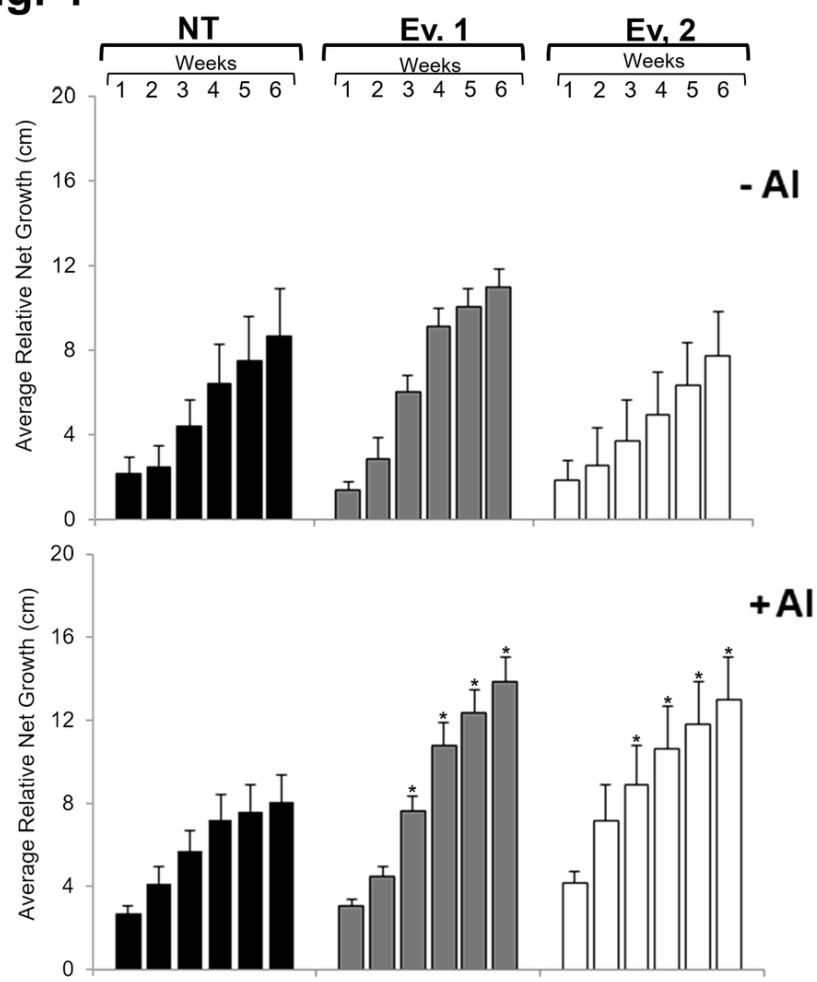 NT Ev. 1 Ev, 2
Weeks Weeks Weeks
1 2 3 4 5 6 1 2 3 4 5 6 1 2 3 4 5 6
Average Relative Net Growth (cm)
20
16
12
8
4
0
- Al
Average Relative Net Growth (cm)
20
16
12
8
4
0
+ Al
* * * *
* * * *